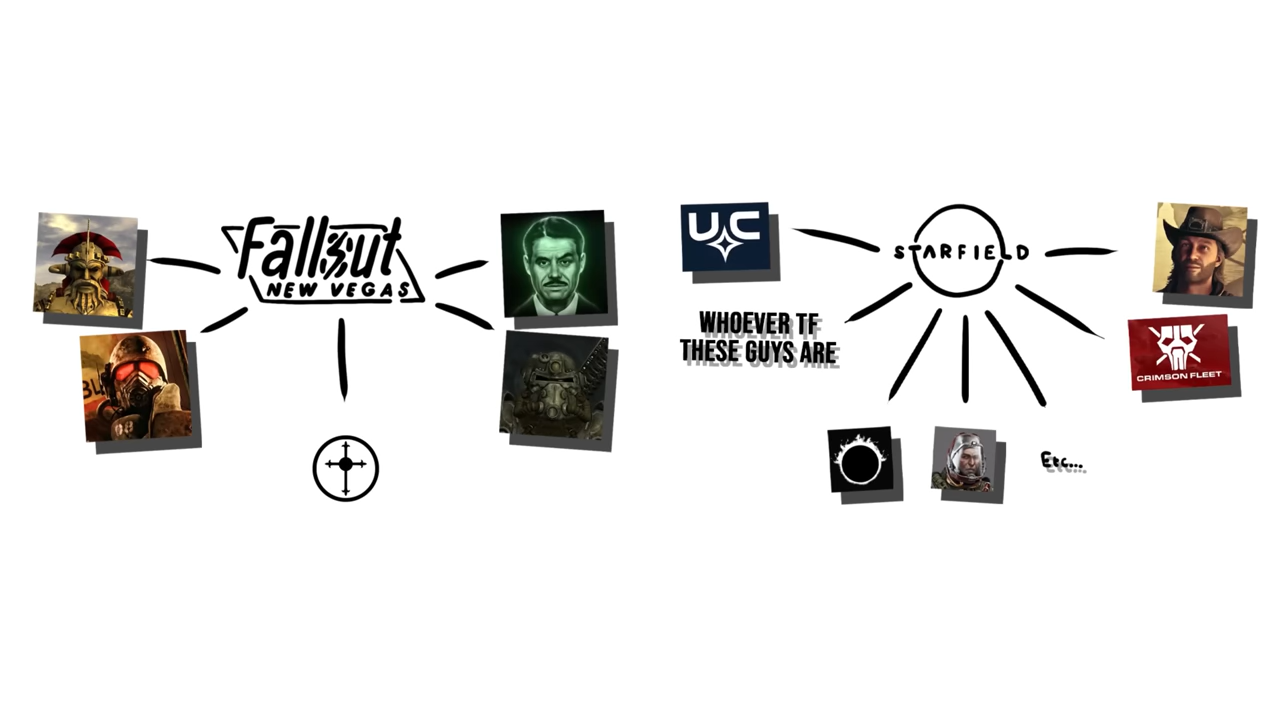 Fallout
NEW VEGAS
UC
STARFIELD
WHOEVER TF
THESE GUYS ARE
CRIMSON FLEET
Etc...